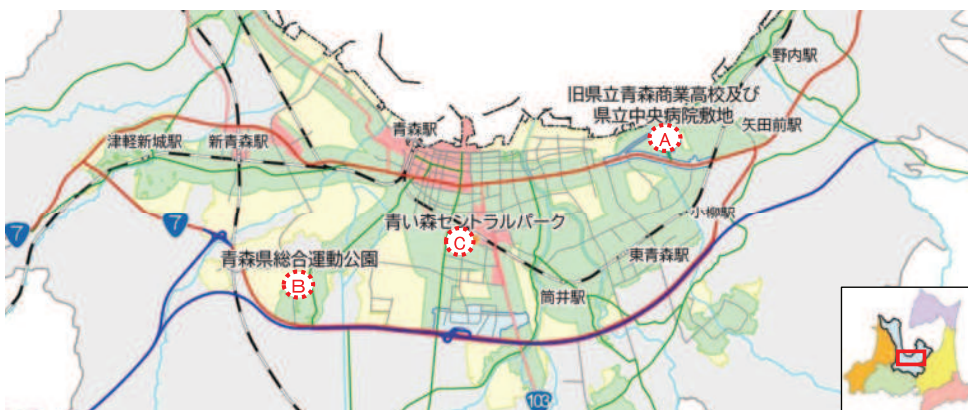 野内駅
旧県立青森商業高校及び
県立中央病院敷地
A
矢田前駅
青森駅
津軽新城駅
新青森駅
小柳駅
青い森セントラルパーク
C
7
7
東青森駅
青森県総合運動公園
B
筒井駅
103